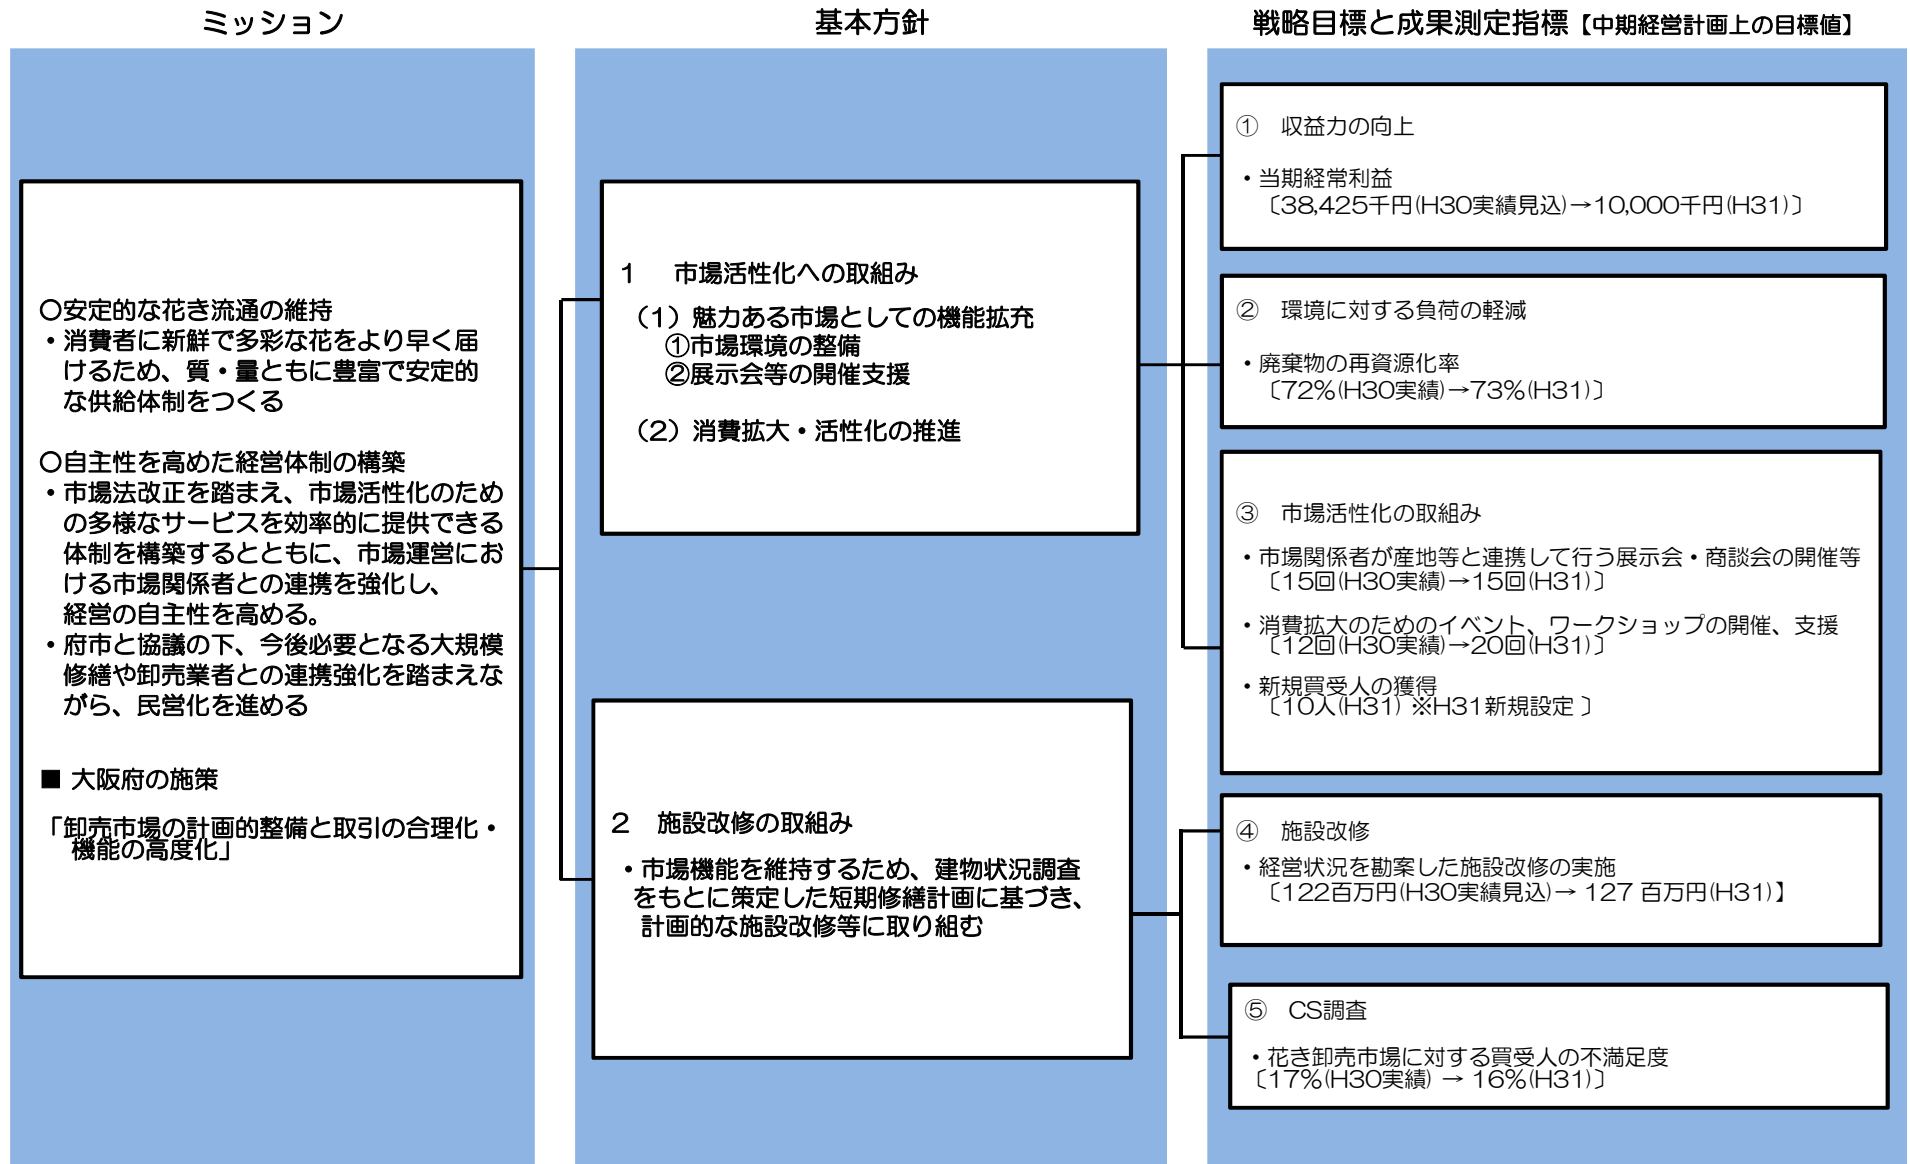 ミッション
基本方針
戦略目標と成果測定指標【中期経営計画上の目標値】
〇安定的な花き流通の維持
・消費者に新鮮で多彩な花をより早く届
けるため、質・量ともに豊富で安定的
な供給体制をつくる
〇自主性を高めた経営体制の構築
・市場法改正を踏まえ、市場活性化のため
の多様なサービスを効率的に提供できる
体制を構築するとともに、市場運営にお
ける市場関係者との連携を強化し、
経営の自主性を高める。
・府市と協議の下、今後必要となる大規模
修繕や卸売業者との連携強化を踏まえな
がら、民営化を進める
■ 大阪府の施策
「卸売市場の計画的整備と取引の合理化・
機能の高度化」
1　市場活性化への取組み
（1）魅力ある市場としての機能拡充
①市場環境の整備
②展示会等の開催支援
（2）消費拡大・活性化の推進
2　施設改修の取組み
・市場機能を維持するため、建物状況調査
をもとに策定した短期修繕計画に基づき、
計画的な施設改修等に取り組む
①　収益力の向上
・当期経常利益
〔38,425千円(H30実績見込)→10,000千円(H31)〕
②　環境に対する負荷の軽減
・廃棄物の再資源化率
〔72%(H30実績)→73%(H31)〕
③　市場活性化の取組み
・市場関係者が産地等と連携して行う展示会・商談会の開催等
〔15回(H30実績)→15回(H31)〕
・消費拡大のためのイベント、ワークショップの開催、支援
〔12回(H30実績)→20回(H31)〕
・新規買受人の獲得
〔10人(H31) ※H31新規設定 〕
④　施設改修
・経営状況を勘案した施設改修の実施
〔122百万円(H30実績見込)→ 127 百万円(H31)】
⑤　CS調査
・花き卸売市場に対する買受人の不満足度
〔17%(H30実績) → 16%(H31)〕